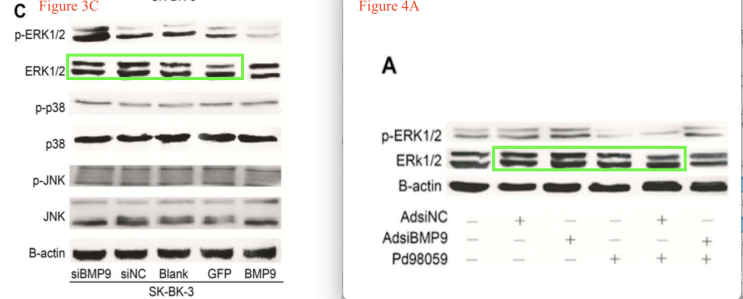 C Figure 3C
p-ERK1/2
ERK1/2
p-p38
p38
p-JNK
JNK
B-actin
siBMP9 siNC Blank GFP BMP9
SK-BK-3
Figure 4A
A
p-ERK1/2
ERk1/2
B-actin
AdsiNC — + — — + —
AdsiBMP9 — — + — — +
Pd98059 — — — + + +